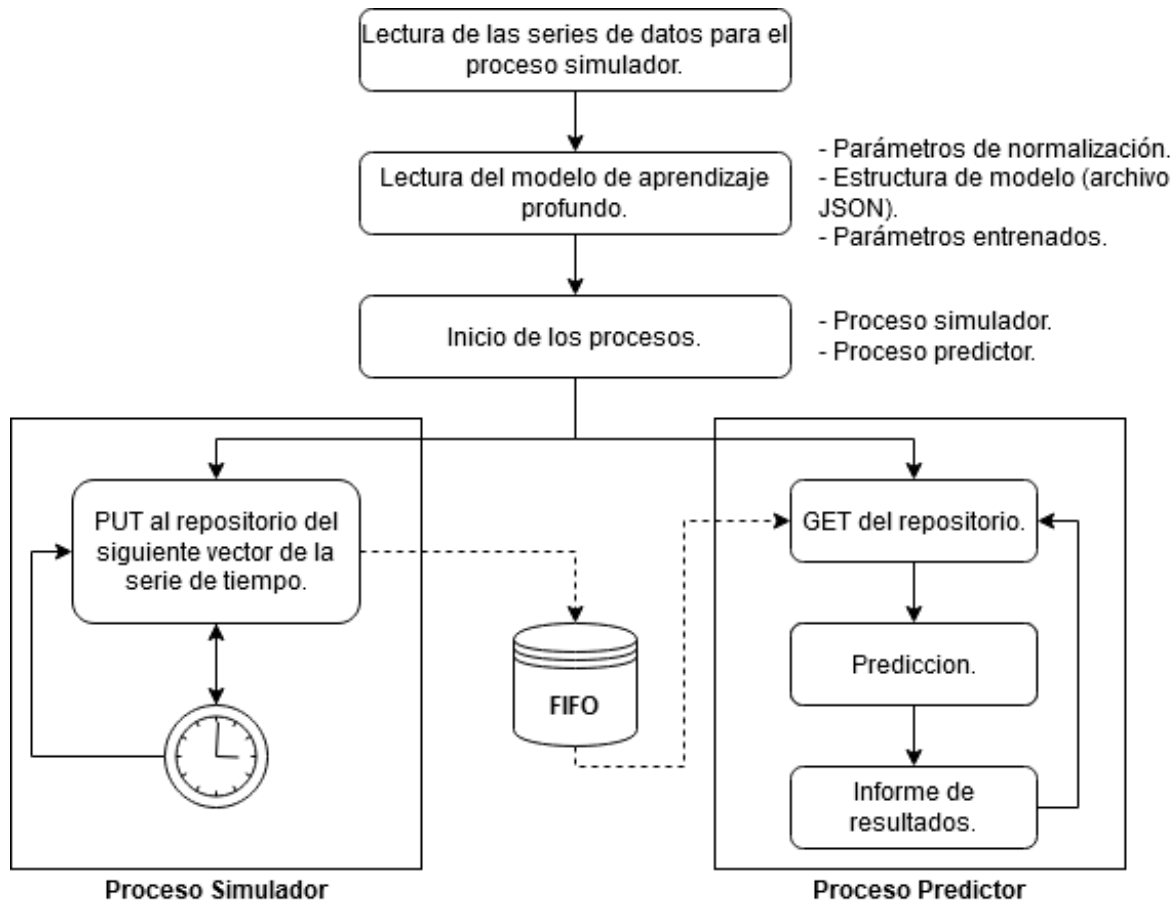 Lectura de las series de datos para el
proceso simulador.
Lectura del modelo de aprendizaje
profundo.
- Parámetros de normalización.
- Estructura de modelo (archivo
JSON).
- Parámetros entrenados.
Inicio de los procesos.
- Proceso simulador.
- Proceso predictor.
PUT al repositorio del
siguiente vector de la
serie de tiempo.
FIFO
GET del repositorio.
Prediccion.
Informe de
resultados.
Proceso Simulador
Proceso Predictor